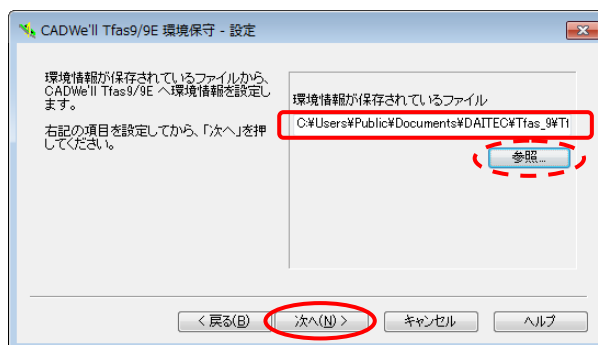 CADWe'll Tfas9/9E 環境保守 - 設定
環境情報が保存されているファイルから、
CADWe'll Tfas9/9E へ環境情報を設定し
ます。
右記の項目を設定してから、「次へ」を押
してください。
環境情報が保存されているファイル
C:¥Users¥Public¥Documents¥DAITEC¥Tfas_9¥Tf
参照...
< 戻る(B)
次へ(N) >
キャンセル
ヘルプ